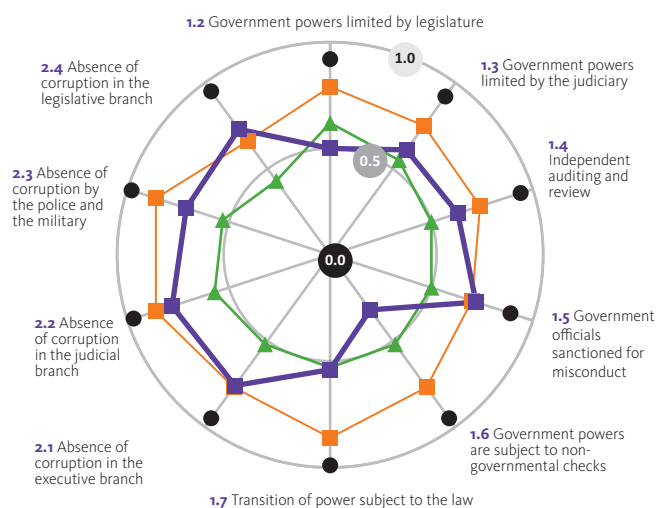 1.2 Government powers limited by legislature
1.0
1.3 Government powers
limited by the judiciary
2.4 Absence of
corruption in the
legislative branch
1.4
Independent
auditing and
review
0.5
2.3 Absence of
corruption by
the police and
the military
0.0
1.5 Government
officials
sanctioned for
misconduct
2.2 Absence
of corruption
in the judicial
branch
1.6 Government powers
are subject to non-
governmental checks
2.1 Absence of
corruption in the
executive branch
1.7 Transition of power subject to the law